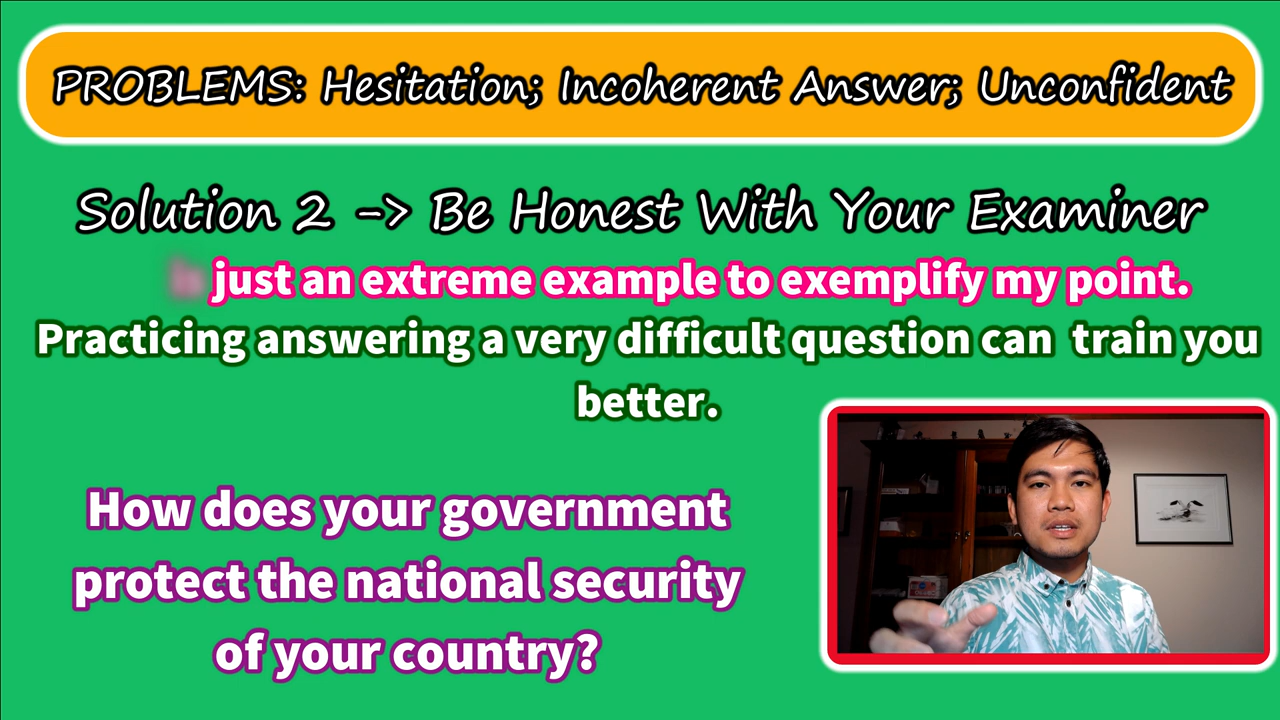 PROBLEMS: Hesitation; Incoherent Answer; Unconfident
Solution 2 -> Be Honest With Your Examiner
just an extreme example to exemplify my point.
Practicing answering a very difficult question can train you
better.
How does your government
protect the national security
of your country?